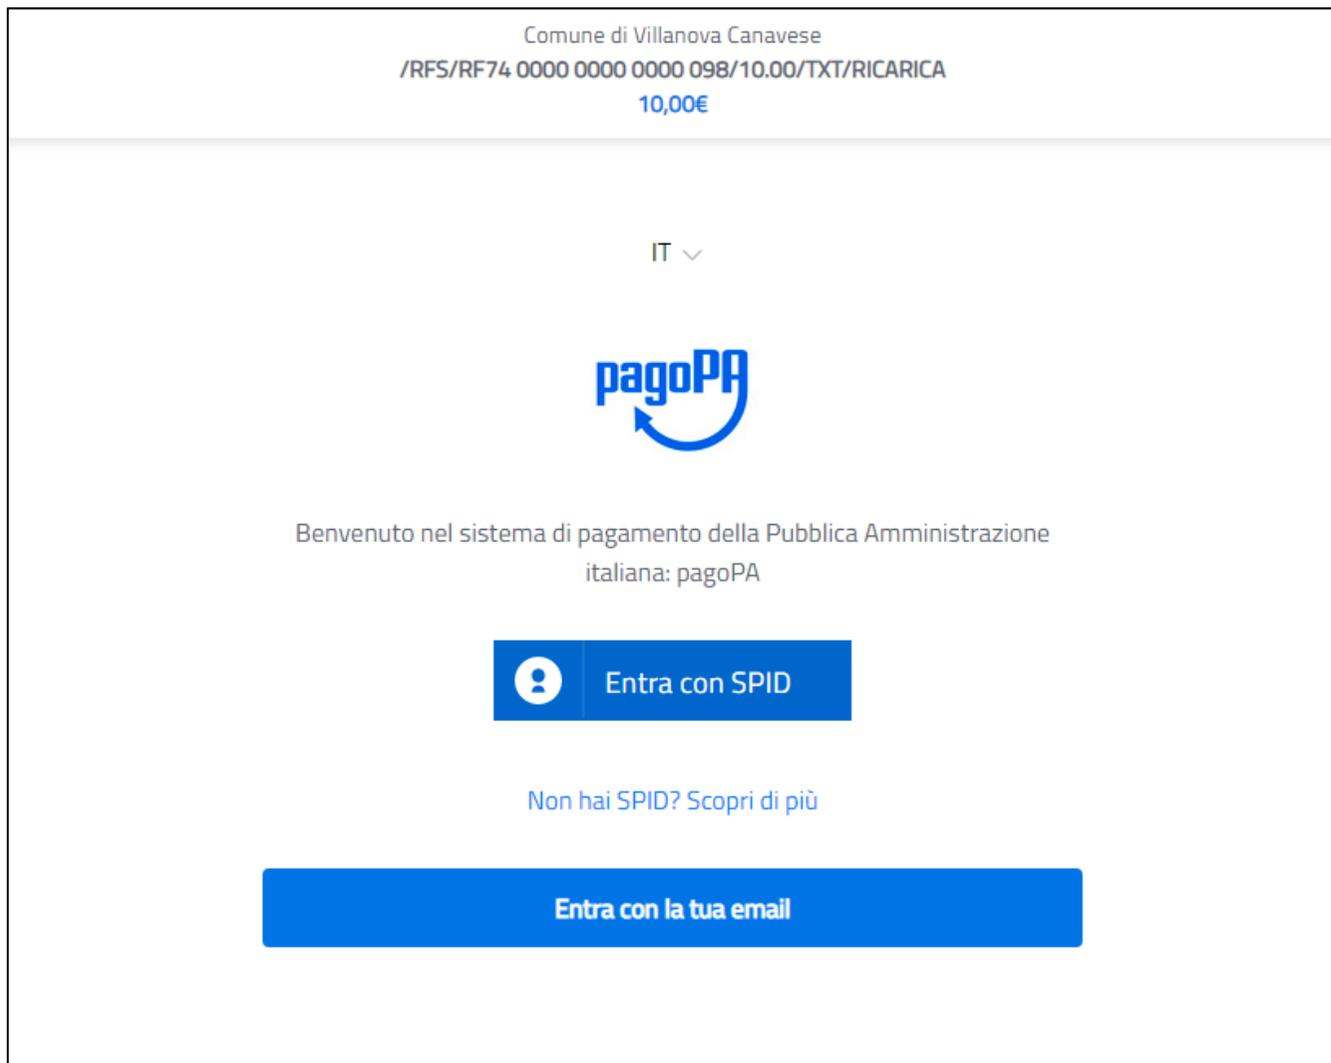 Comune di Villanova Canavese
/RFS/RF74 0000 0000 0000 098/10.00/TXT/RICARICA
10,00€
IT
pagoPA
Benvenuto nel sistema di pagamento della Pubblica Amministrazione
italiana: pagoPA
Entra con SPID
Non hai SPID? Scopri di più
Entra con la tua email